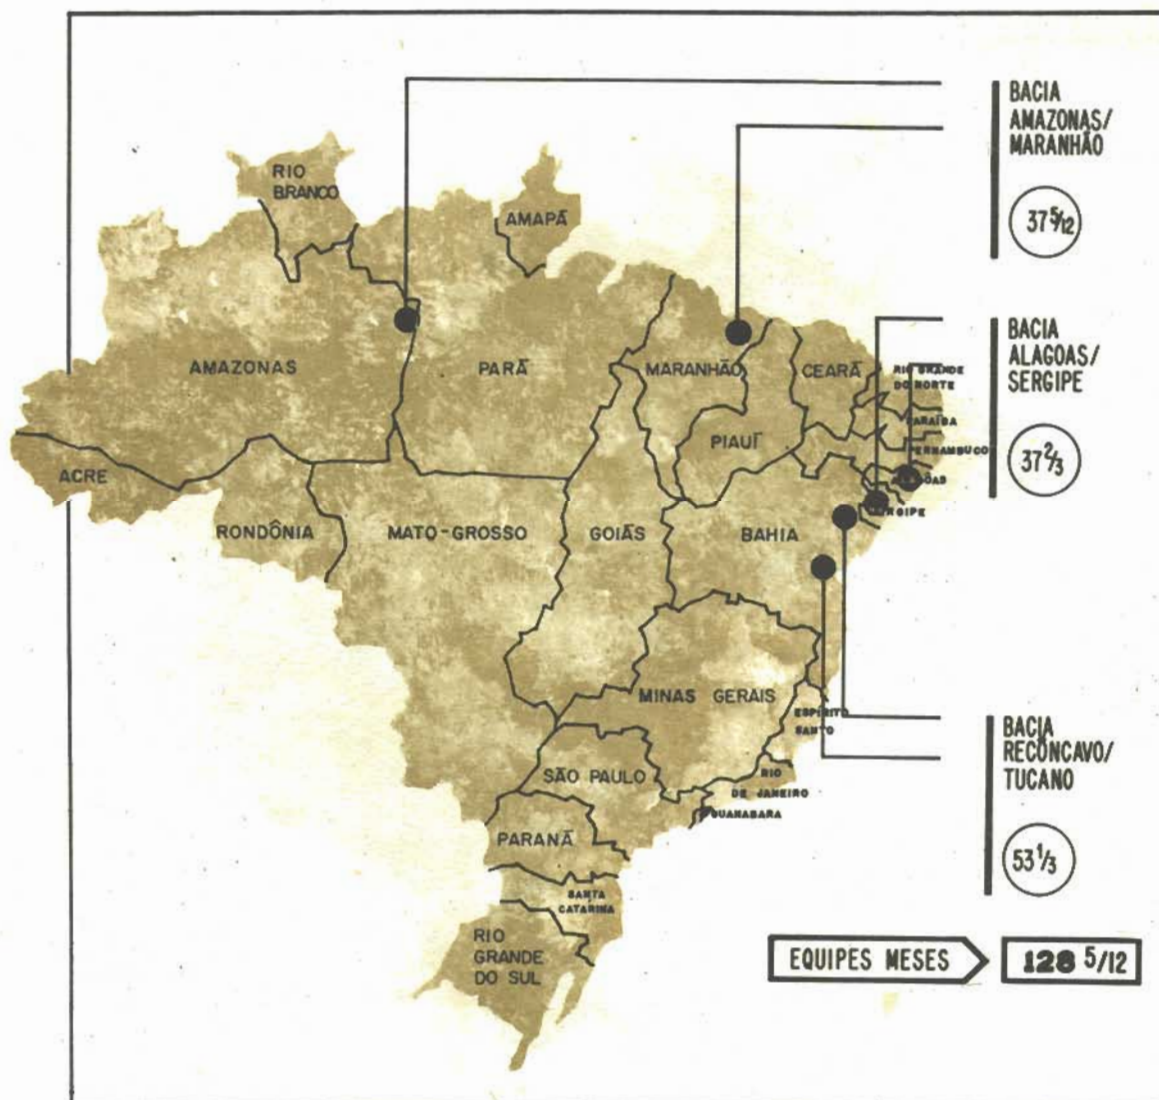 BACIA
AMAZONAS/
MARANHÃO
37 5/12
RIO
BRANCO
AMAPÁ
AMAZONAS
PARÁ
MARANHÃO
CEARÁ
RIO GRANDE
DO NORTE
PARAÍBA
PIAUÍ
PERNAMBUCO
BACIA
ALAGOAS/
SERGIPE
37 2/3
ACRE
ALAGÔAS
SERGIPE
RONDÔNIA
MATO-GROSSO
GOIÁS
BAHIA
MINAS GERAIS
ESPÍRITO
SANTO
BACIA
RECÔNCAVO/
TUCANO
53 1/3
SÃO PAULO
RIO
DE JANEIRO
GUANABARA
PARANÁ
SANTA
CATARINA
RIO
GRANDE
DO SUL
EQUIPES MESES
128 5/12